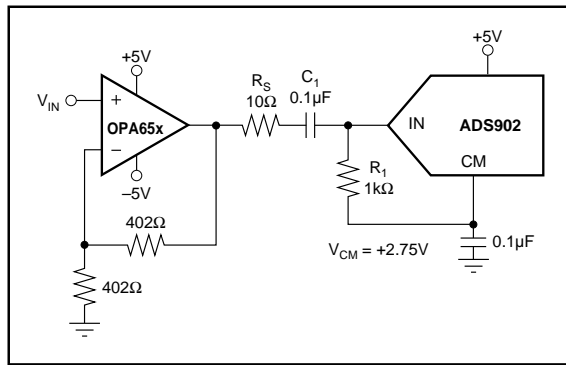 +5V
V_IN
+
OPA65x
–
–5V
R_S
10Ω
C_1
0.1µF
+5V
IN
ADS902
CM
R_1
1kΩ
402Ω
402Ω
V_CM = +2.75V
0.1µF